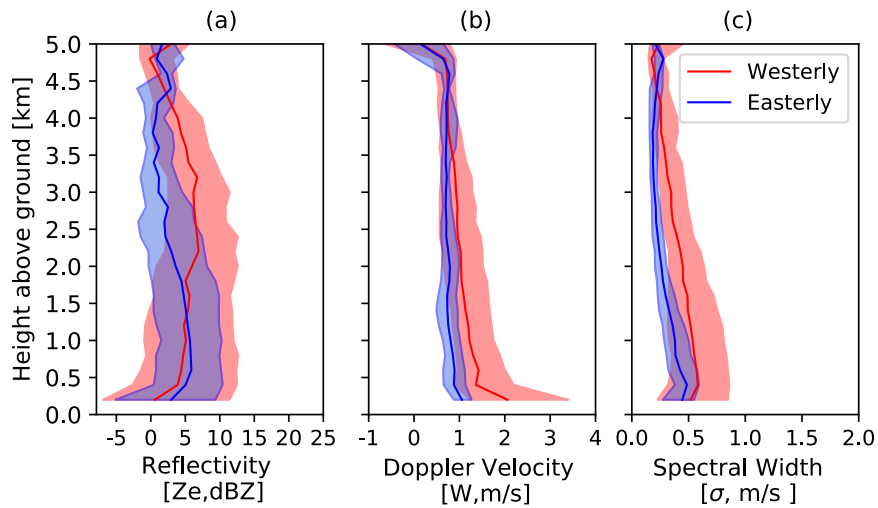 (a) (b) (c)
Westerly
Easterly
Height above ground [km]
5.0
4.5
4.0
3.5
3.0
2.5
2.0
1.5
1.0
0.5
0.0
-5 0 5 10 15 25
-1 0 1 2 3 4
0.0 0.5 1.0 1.5 2.0
Reflectivity
[Ze,dBZ]
Doppler Velocity
[W,m/s]
Spectral Width
[σ, m/s ]